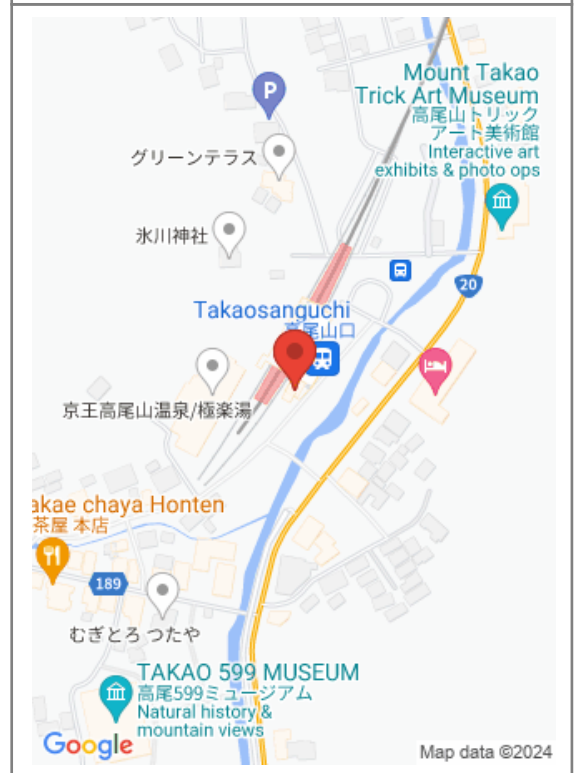 Mount Takao
Trick Art Museum
高尾山トリック
アート美術館
Interactive art
exhibits & photo ops
P
グリーンテラス
氷川神社
20
Takaosanguchi
高尾山口
京王高尾山温泉/極楽湯
akae chaya Honten
茶屋 本店
189
むぎとろ つたや
TAKAO 599 MUSEUM
高尾599ミュージアム
Natural history &
mountain views
Google
Map data ©2024